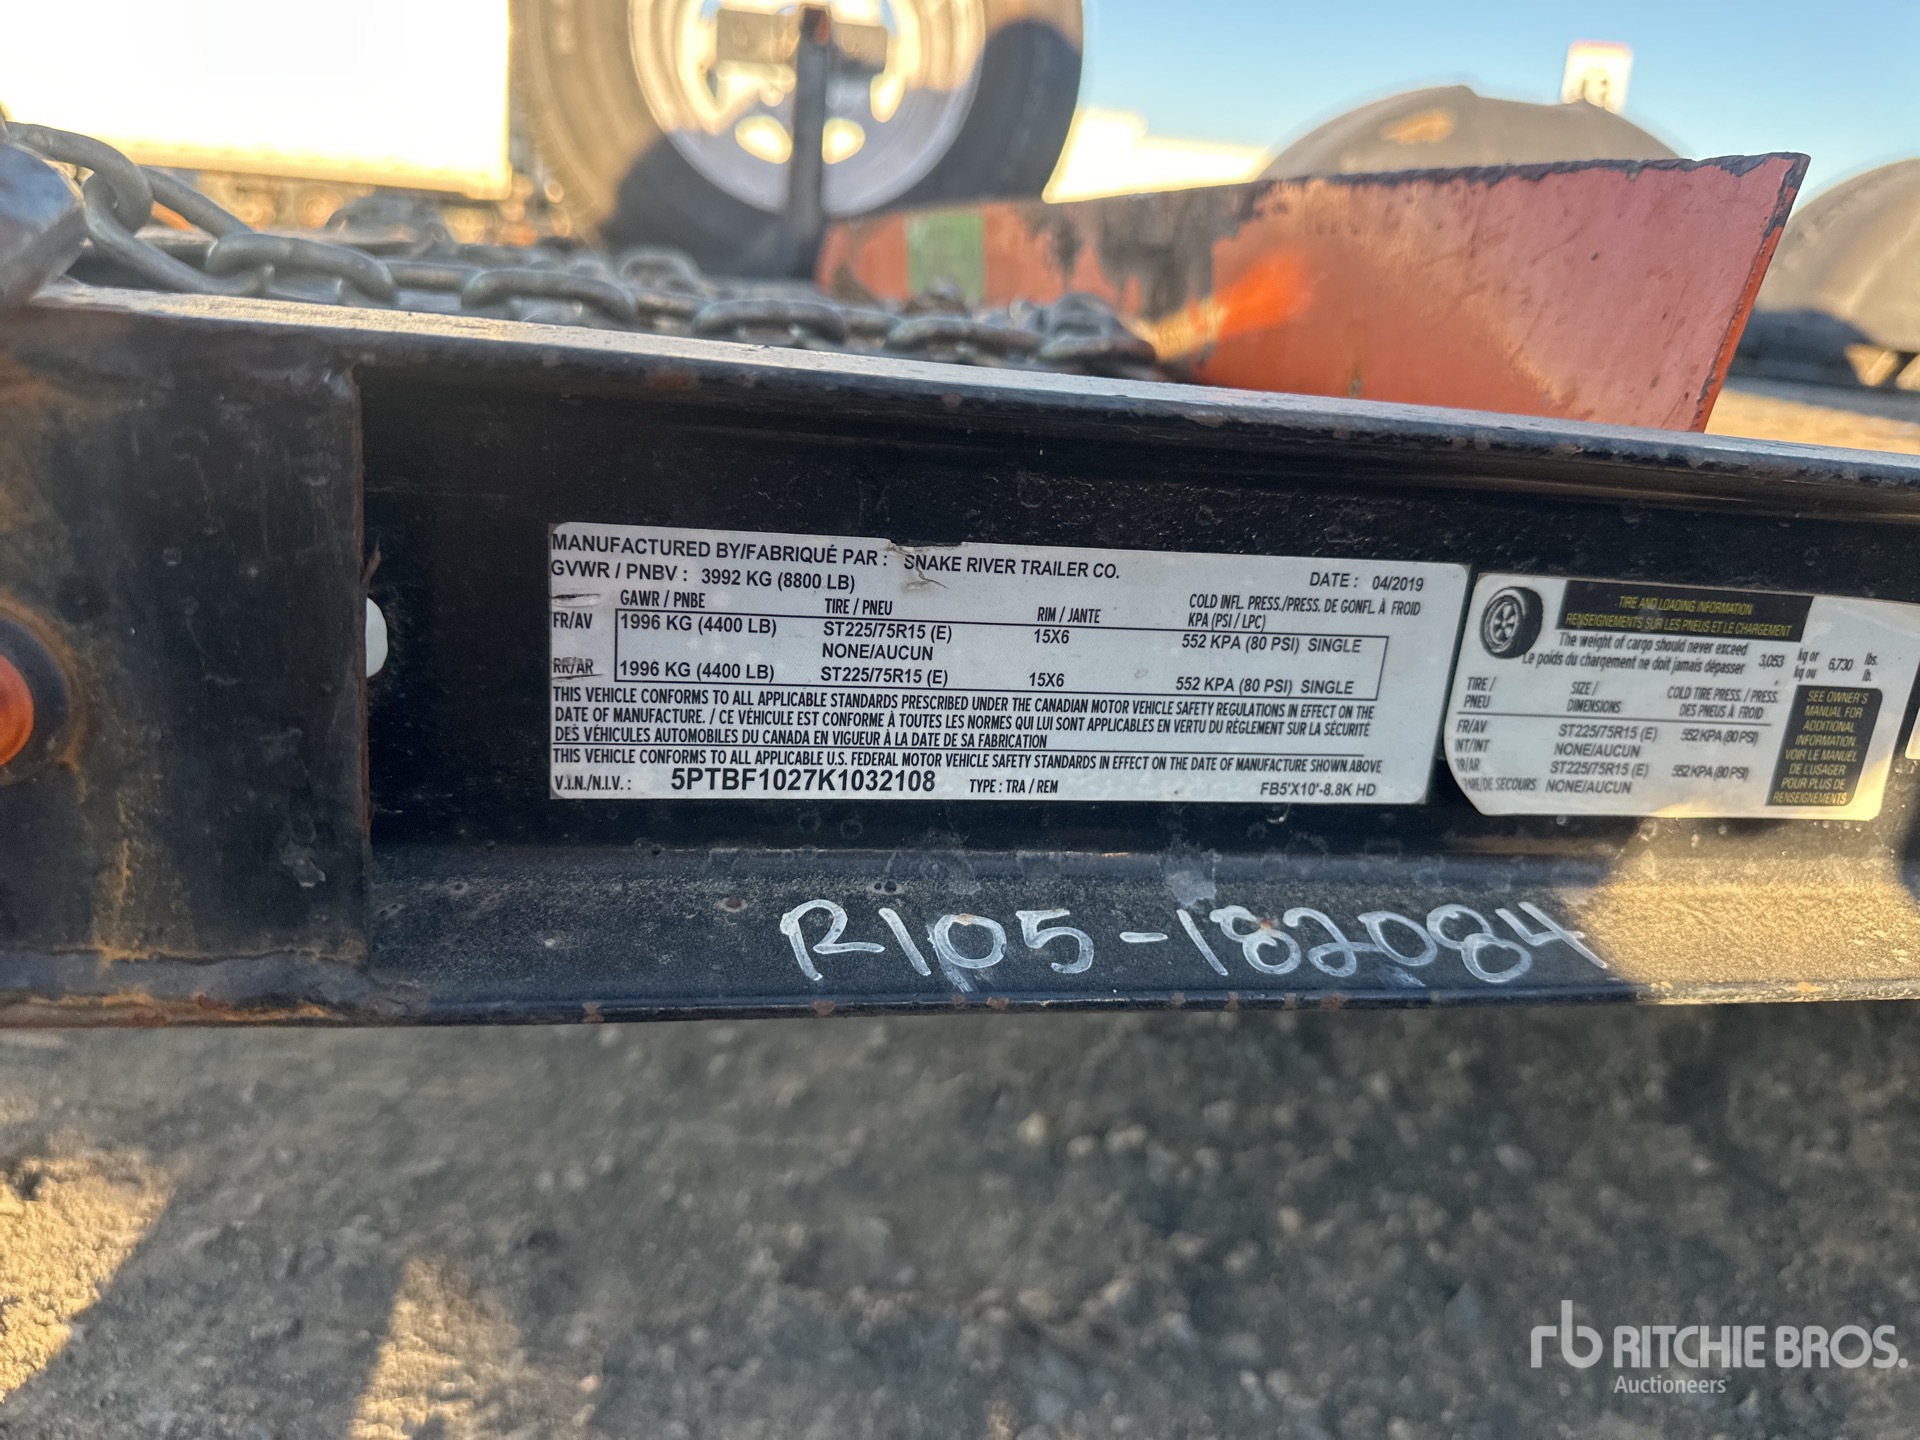 MANUFACTURED BY/FABRIQUÉ PAR : SNAKE RIVER TRAILER CO.
GVWR / PNBV : 3992 KG (8800 LB) DATE : 04/2019
GAWR / PNBE TIRE / PNEU RIM / JANTE COLD INFL. PRESS./PRESS. DE GONFL. À FROID
KPA (PSI / LPC)
FR/AV 1996 KG (4400 LB) ST225/75R15 (E) 15X6 552 KPA (80 PSI) SINGLE
NONE/AUCUN
RR/AR 1996 KG (4400 LB) ST225/75R15 (E) 15X6 552 KPA (80 PSI) SINGLE
THIS VEHICLE CONFORMS TO ALL APPLICABLE STANDARDS PRESCRIBED UNDER THE CANADIAN MOTOR VEHICLE SAFETY REGULATIONS IN EFFECT ON THE
DATE OF MANUFACTURE. / CE VÉHICULE EST CONFORME À TOUTES LES NORMES QUI LUI SONT APPLICABLES EN VERTU DU RÈGLEMENT SUR LA SÉCURITÉ
DES VÉHICULES AUTOMOBILES DU CANADA EN VIGUEUR À LA DATE DE SA FABRICATION
THIS VEHICLE CONFORMS TO ALL APPLICABLE U.S. FEDERAL MOTOR VEHICLE SAFETY STANDARDS IN EFFECT ON THE DATE OF MANUFACTURE SHOWN ABOVE
V.I.N./N.I.V. : 5PTBF1027K1032108 TYPE : TRA / REM FB5'X10'-8.8K HD
TIRE AND LOADING INFORMATION
RENSEIGNEMENTS SUR LES PNEUS ET LE CHARGEMENT
The weight of cargo should never exceed
Le poids du chargement ne doit jamais dépasser 3,053 kg or 6,730 lbs.
kg ou lb.
TIRE / SIZE / COLD TIRE PRESS. / PRESS.
PNEU DIMENSIONS DES PNEUS À FROID
FR/AV ST225/75R15 (E) 552 KPA (80 PSI)
INT/INT NONE/AUCUN
RR/AR ST225/75R15 (E) 552 KPA (80 PSI)
DE SECOURS NONE/AUCUN
SEE OWNER'S
MANUAL FOR
ADDITIONAL
INFORMATION.
VOIR LE MANUEL
DE L'USAGER
POUR PLUS DE
RENSEIGNEMENTS
R105-182084
rb RITCHIE BROS.
Auctioneers